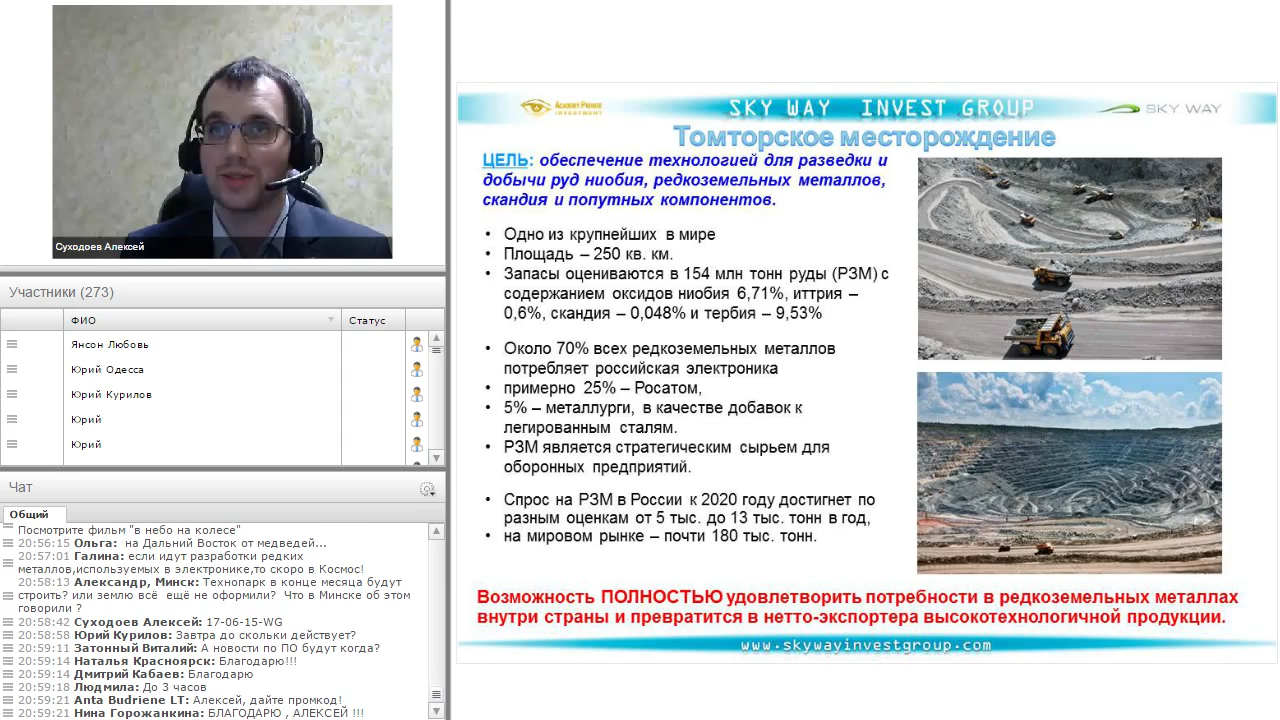 Суходоев Алексей
Участники (273)
ФИО
Статус
Янсон Любовь
Юрий Одесса
Юрий Курилов
Юрий
Юрий
Чат
Общий
Посмотрите фильм "в небо на колесе"
20:56:15 Ольга: на Дальний Восток от медведей...
20:57:01 Галина: если идут разработки редких
металлов,используемых в электронике,то скоро в Космос!
20:58:13 Александр, Минск: Технопарк в конце месяца будут
строить? или землю всё ещё не оформили? Что в Минске об этом
говорили ?
20:58:42 Суходоев Алексей: 17-06-15-WG
20:58:58 Юрий Курилов: Завтра до скольки действует?
20:59:11 Затонный Виталий: А новости по ПО будут когда?
20:59:14 Наталья Красноярск: Благодарю!!!
20:59:14 Дмитрий Кабаев: Благодарю
20:59:18 Людмила: До 3 часов
20:59:21 Anta Budriene LT: Алексей, дайте промкод!
20:59:21 Нина Горожанкина: БЛАГОДАРЮ , АЛЕКСЕЙ !!!
ACADEMY PRIVATE
INVESTMENT
SKY WAY INVEST GROUP
SKY WAY
Томторское месторождение
ЦЕЛЬ: обеспечение технологией для разведки и
добычи руд ниобия, редкоземельных металлов,
скандия и попутных компонентов.
• Одно из крупнейших в мире
• Площадь – 250 кв. км.
• Запасы оцениваются в 154 млн тонн руды (РЗМ) с
содержанием оксидов ниобия 6,71%, иттрия –
0,6%, скандия – 0,048% и тербия – 9,53%
• Около 70% всех редкоземельных металлов
потребляет российская электроника
• примерно 25% – Росатом,
• 5% – металлурги, в качестве добавок к
легированным сталям.
• РЗМ является стратегическим сырьем для
оборонных предприятий.
• Спрос на РЗМ в России к 2020 году достигнет по
разным оценкам от 5 тыс. до 13 тыс. тонн в год,
• на мировом рынке – почти 180 тыс. тонн.
Возможность ПОЛНОСТЬЮ удовлетворить потребности в редкоземельных металлах
внутри страны и превратится в нетто-экспортера высокотехнологичной продукции.
www.skywayinvestgroup.com